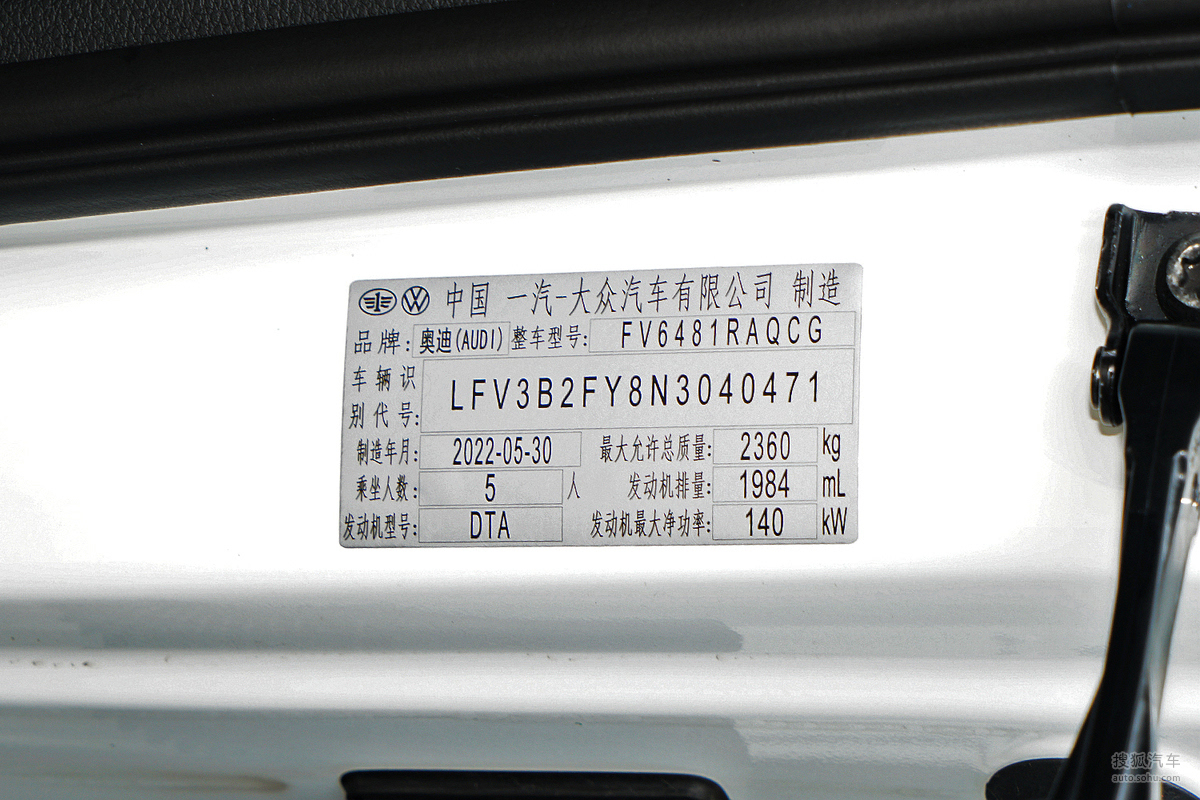 中国 一汽-大众汽车有限公司 制造
品牌: 奥迪(AUDI) 整车型号: FV6481RAQCG
车辆识
别代号: LFV3B2FY8N3040471
制造年月: 2022-05-30 最大允许总质量: 2360 kg
乘坐人数: 5 人 发动机排量: 1984 mL
发动机型号: DTA 发动机最大净功率: 140 kW
搜狐汽车
auto.sohu.com